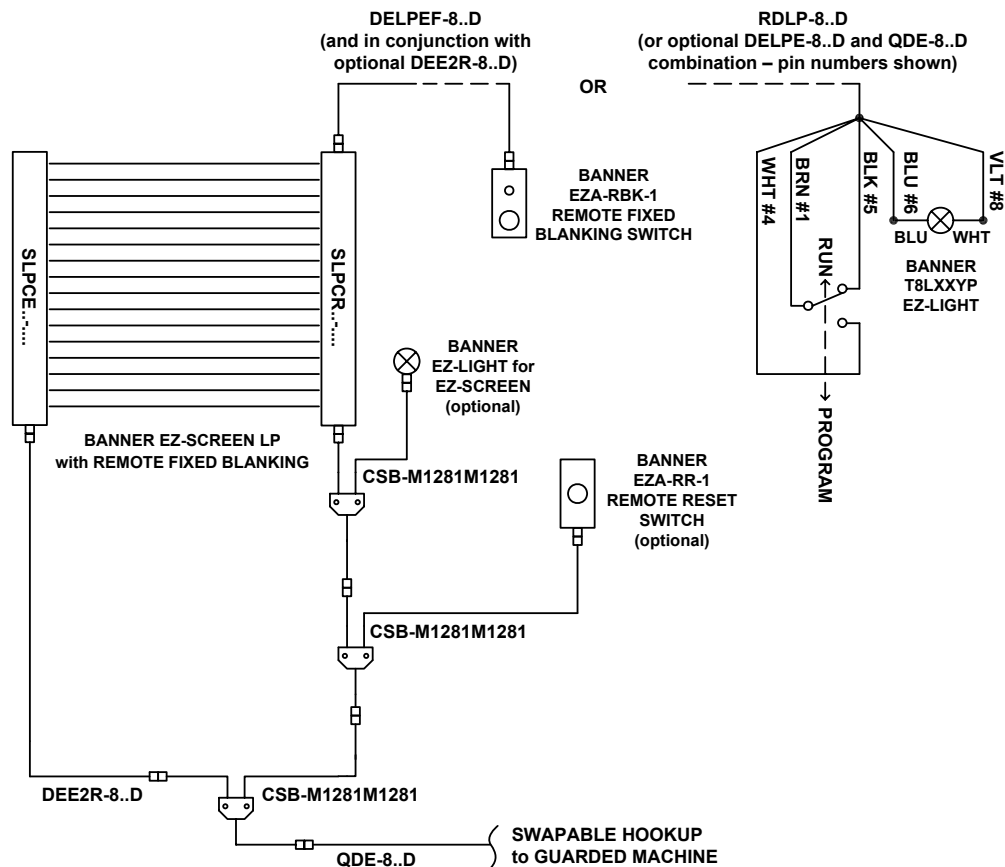 DELPEF-8..D
(and in conjunction with
optional DEE2R-8..D)
OR
RDLP-8..D
(or optional DELPE-8..D and QDE-8..D
combination – pin numbers shown)
SLPCE..-....
SLPCR..-....
BANNER
EZA-RBK-1
REMOTE FIXED
BLANKING SWITCH
WHT #4
BRN #1
BLK #5
BLU #6
VLT #8
BLU
WHT
RUN
PROGRAM
BANNER
T8LXXYP
EZ-LIGHT
BANNER
EZ-LIGHT for
EZ-SCREEN
(optional)
BANNER EZ-SCREEN LP
with REMOTE FIXED BLANKING
CSB-M1281M1281
BANNER
EZA-RR-1
REMOTE RESET
SWITCH
(optional)
CSB-M1281M1281
DEE2R-8..D
CSB-M1281M1281
QDE-8..D
SWAPABLE HOOKUP
to GUARDED MACHINE